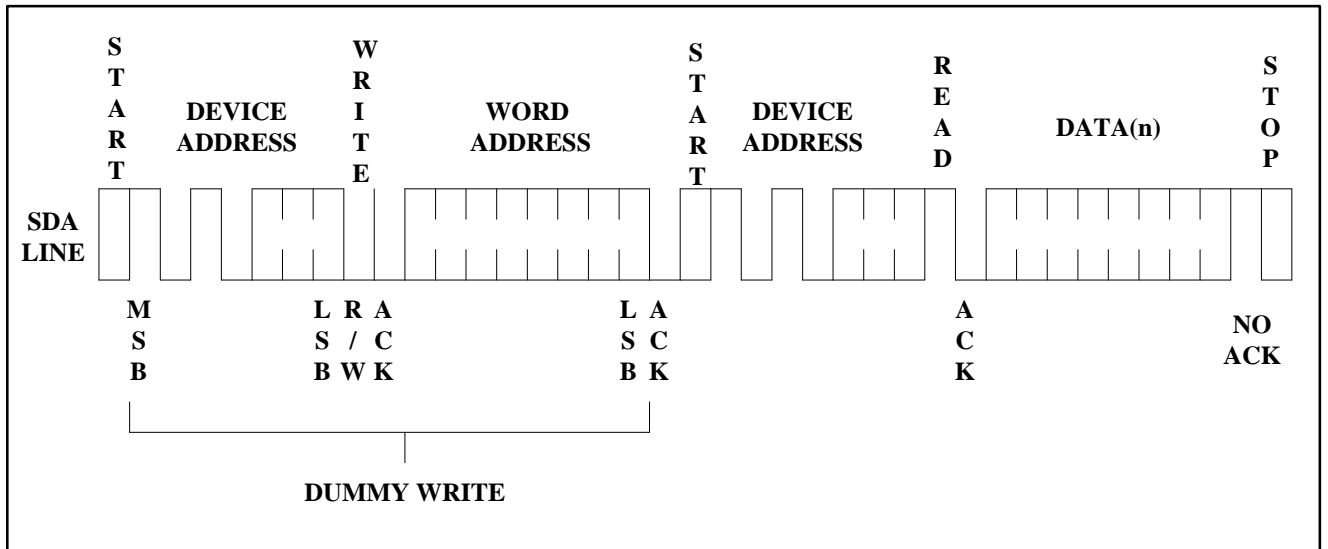 START
WRITE
START
READ
STOP
DEVICE
ADDRESS
WORD
ADDRESS
DEVICE
ADDRESS
DATA(n)
SDA
LINE
MSB
LSB
R/W
ACK
LSB
ACK
ACK
NO
ACK
DUMMY WRITE